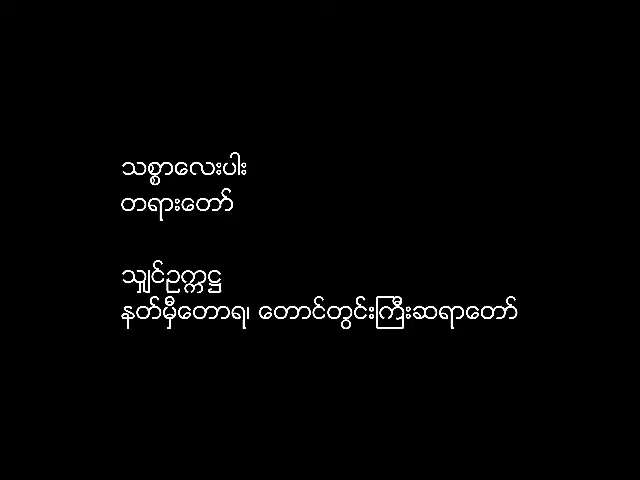 သစ္စာလေးပါး
တရားတော်
သျှင်ဥက္ကဋ္ဌ
နတ်မှီတောရ၊ တောင်တွင်းကြီးဆရာတော်